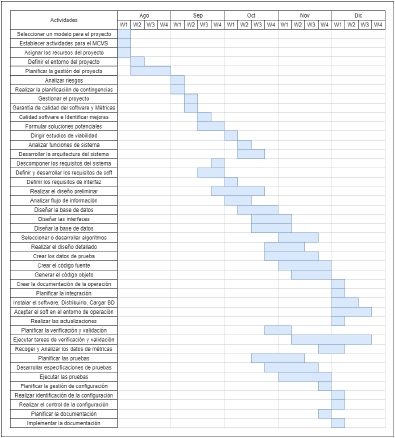 Actividades
Ago Sep Oct Nov Dic
W1 W2 W3 W4 W1 W2 W3 W4 W1 W2 W3 W4 W1 W2 W3 W4 W1 W2 W3 W4
Seleccionar un modelo para el proyecto
Establecer actividades para el MCVS
Asignar los recursos del proyecto
Definir el entorno del proyecto
Planificar la gestión del proyecto
Analizar riesgos
Realizar la planificación de contingencias
Gestionar el proyecto
Garantía de calidad del software y Métricas
Calidad software e Identificar mejoras
Formular soluciones potenciales
Dirigir estudios de viabilidad
Analizar funciones de sistema
Desarrollar la arquitectura del sistema
Descomponer los requisitos del sistema
Definir y desarrollar los requisitos de soft
Definir los requisitos de interfaz
Realizar el diseño preliminar
Analizar flujo de información
Diseñar la base de datos
Diseñar las interfaces
Diseñar la base de datos
Seleccionar o desarrollar algoritmos
Realizar el diseño detallado
Crear los datos de prueba
Crear el código fuente
Generar el código objeto
Crear la documentación de la operación
Planificar la integración
Instalar el software, Distribuirlo, Cargar BD
Aceptar el soft en el entorno de operación
Realizar las actualizaciones
Planificar la verificación y validación
Ejecutar tareas de verificación y validación
Recoger y Analizar los datos de métricas
Planificar las pruebas
Desarrollar especificaciones de pruebas
Ejecutar las pruebas
Planificar la gestión de configuración
Realizar identificación de la configuración
Realizar el control de la configuración
Planificar la documentación
Implementar la documentación